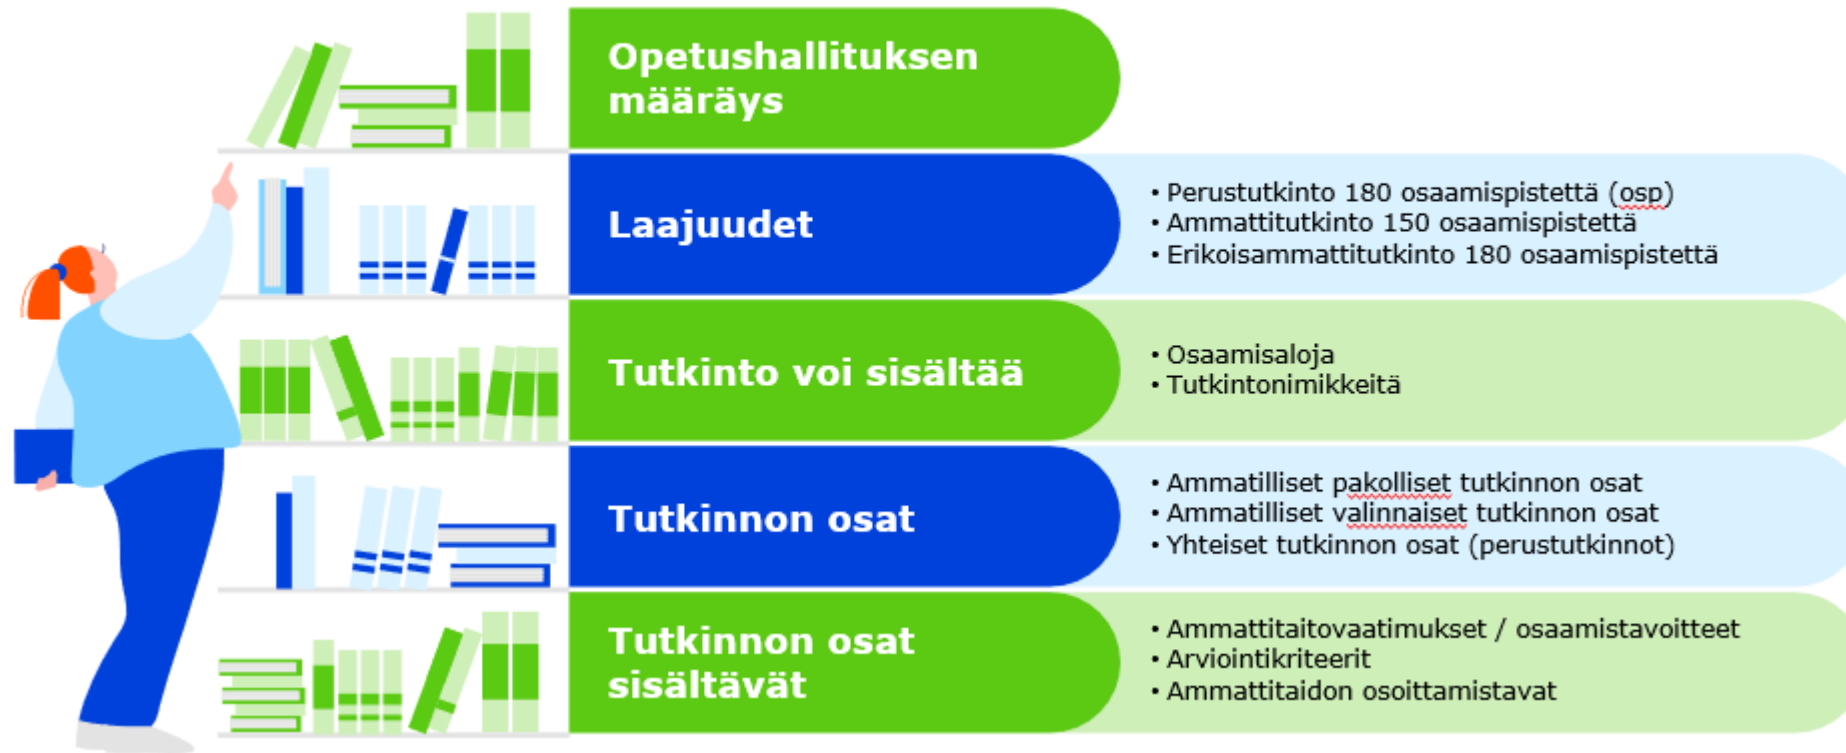 Opetushallituksen
määräys
Laajuudet
• Perustutkinto 180 osaamispistettä (osp)
• Ammattitutkinto 150 osaamispistettä
• Erikoisammattitutkinto 180 osaamispistettä
Tutkinto voi sisältää
• Osaamisaloja
• Tutkintonimikkeitä
Tutkinnon osat
• Ammatilliset pakolliset tutkinnon osat
• Ammatilliset valinnaiset tutkinnon osat
• Yhteiset tutkinnon osat (perustutkinnot)
Tutkinnon osat
sisältävät
• Ammattitaitovaatimukset / osaamistavoitteet
• Arviointikriteerit
• Ammattitaidon osoittamistavat